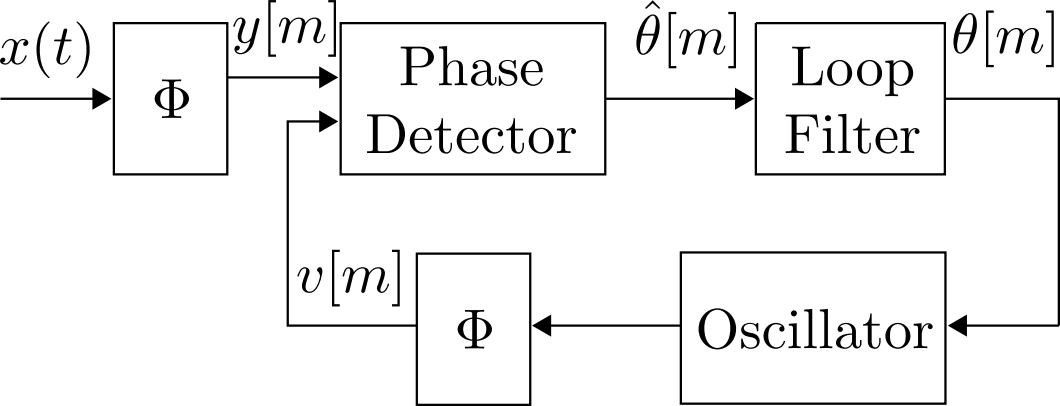 x(t)
Φ
y[m]
Phase
Detector
θ̂[m]
Loop
Filter
θ[m]
v[m]
Φ
Oscillator